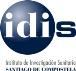 idis
Instituto de Investigación Sanitaria
SANTIAGO DE COMPOSTELA